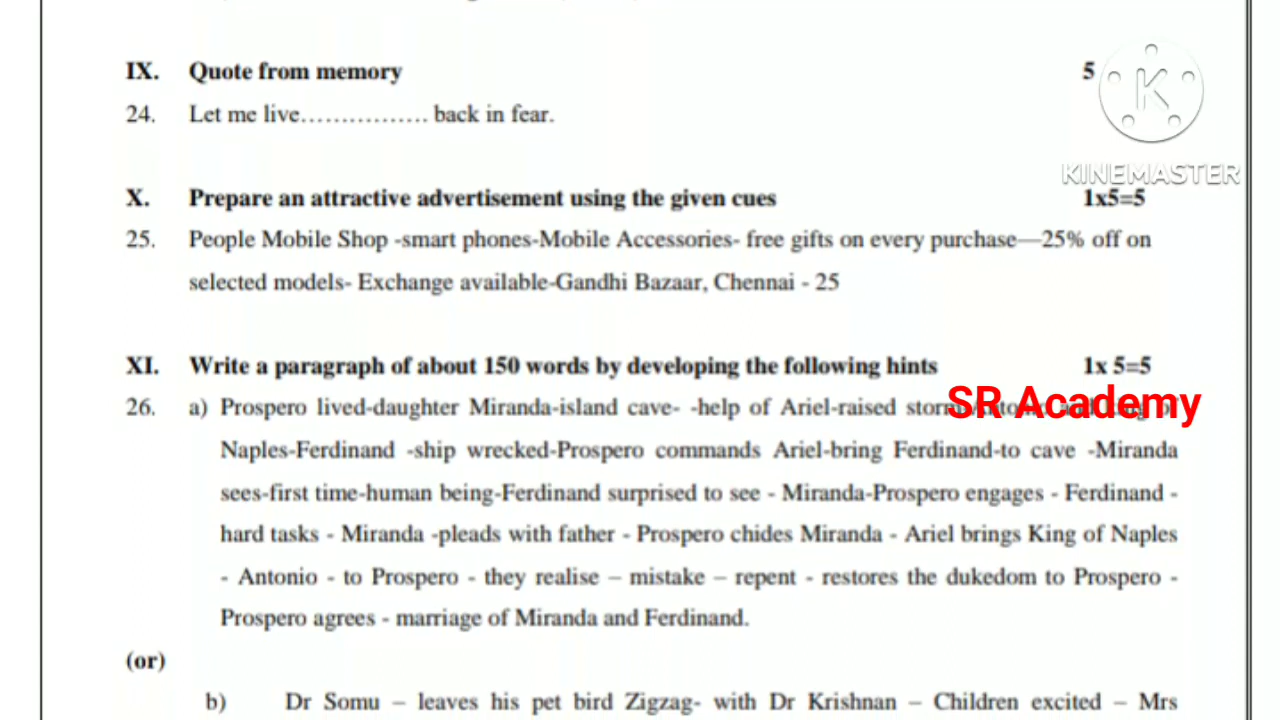 IX. Quote from memory 5
24. Let me live................ back in fear.
KINEMASTER
X. Prepare an attractive advertisement using the given cues 1x5=5
25. People Mobile Shop -smart phones-Mobile Accessories- free gifts on every purchase—25% off on
selected models- Exchange available-Gandhi Bazaar, Chennai - 25
XI. Write a paragraph of about 150 words by developing the following hints 1x 5=5
26. a) Prospero lived-daughter Miranda-island cave- -help of Ariel-raised
SR Academy
Naples-Ferdinand -ship wrecked-Prospero commands Ariel-bring Ferdinand-to cave -Miranda
sees-first time-human being-Ferdinand surprised to see - Miranda-Prospero engages - Ferdinand -
hard tasks - Miranda -pleads with father - Prospero chides Miranda - Ariel brings King of Naples
- Antonio - to Prospero - they realise – mistake – repent - restores the dukedom to Prospero -
Prospero agrees - marriage of Miranda and Ferdinand.
(or)
b) Dr Somu – leaves his pet bird Zigzag- with Dr Krishnan – Children excited – Mrs